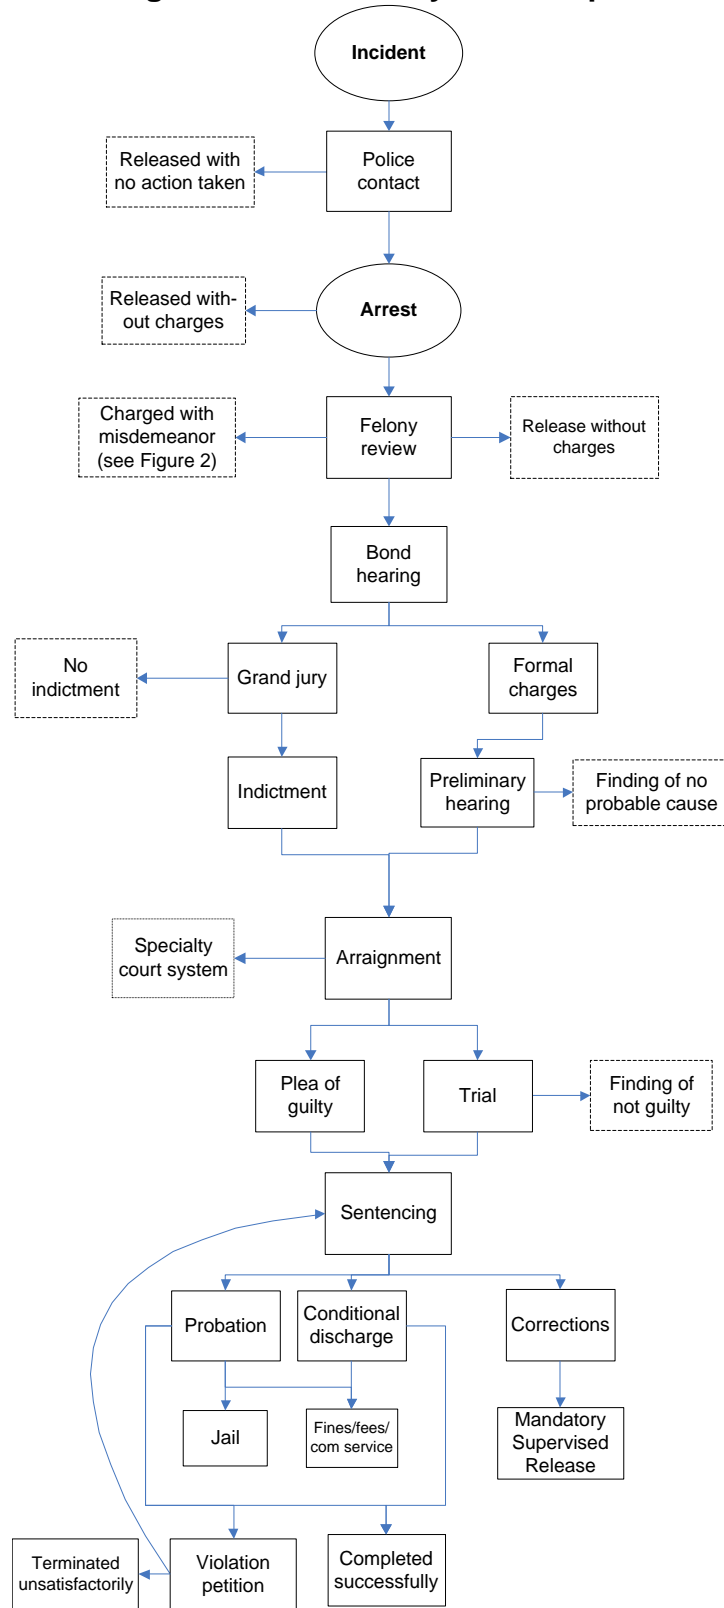 Incident
Released with
no action taken
Police
contact
Released with-
out charges
Arrest
Charged with
misdemeanor
(see Figure 2)
Felony
review
Release without
charges
Bond
hearing
No
indictment
Grand jury
Formal
charges
Indictment
Preliminary
hearing
Finding of no
probable cause
Specialty
court system
Arraignment
Plea of
guilty
Trial
Finding of
not guilty
Sentencing
Probation
Conditional
discharge
Corrections
Jail
Fines/fees/
com service
Mandatory
Supervised
Release
Terminated
unsatisfactorily
Violation
petition
Completed
successfully